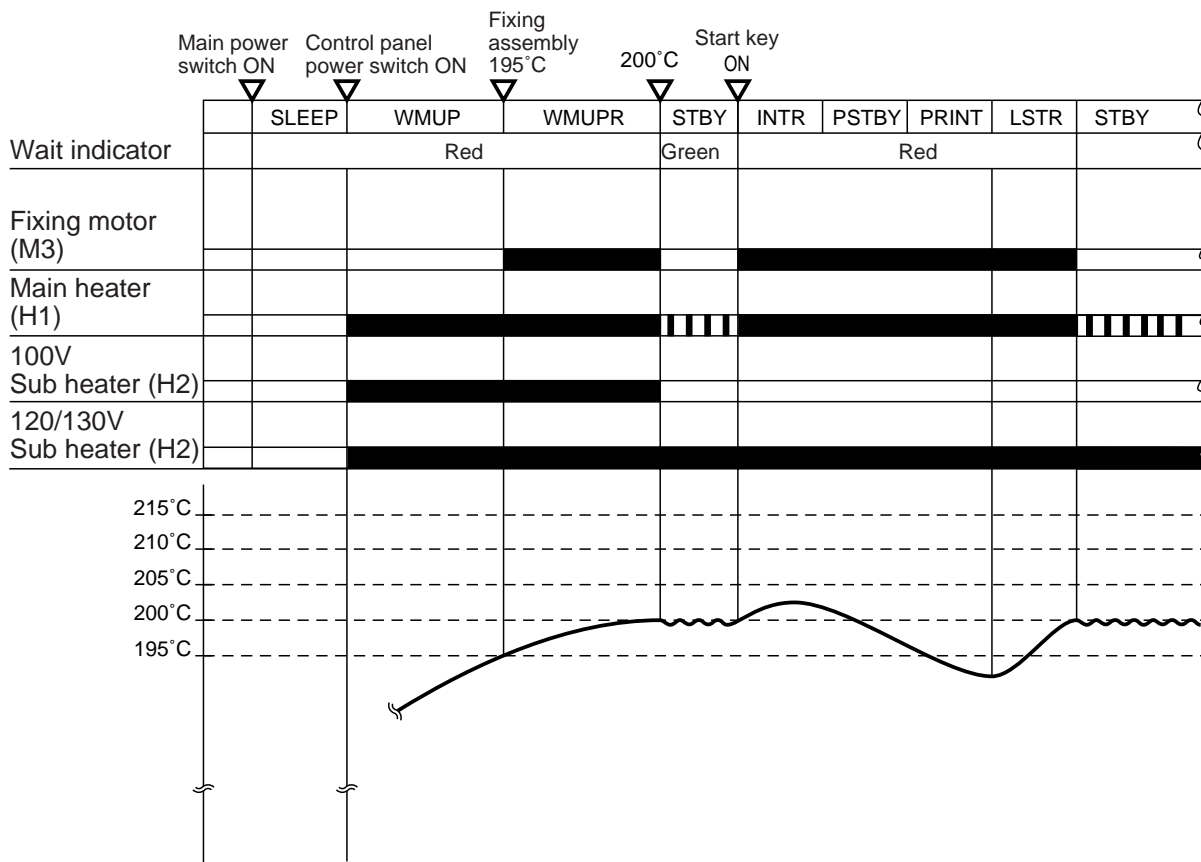 Main power
switch ON
Control panel
power switch ON
Fixing
assembly
195˚C
200˚C
Start key
ON
SLEEP WMUP WMUPR STBY INTR PSTBY PRINT LSTR STBY
Wait indicator Red Green Red
Fixing motor
(M3)
Main heater
(H1)
100V
Sub heater (H2)
120/130V
Sub heater (H2)
215˚C
210˚C
205˚C
200˚C
195˚C